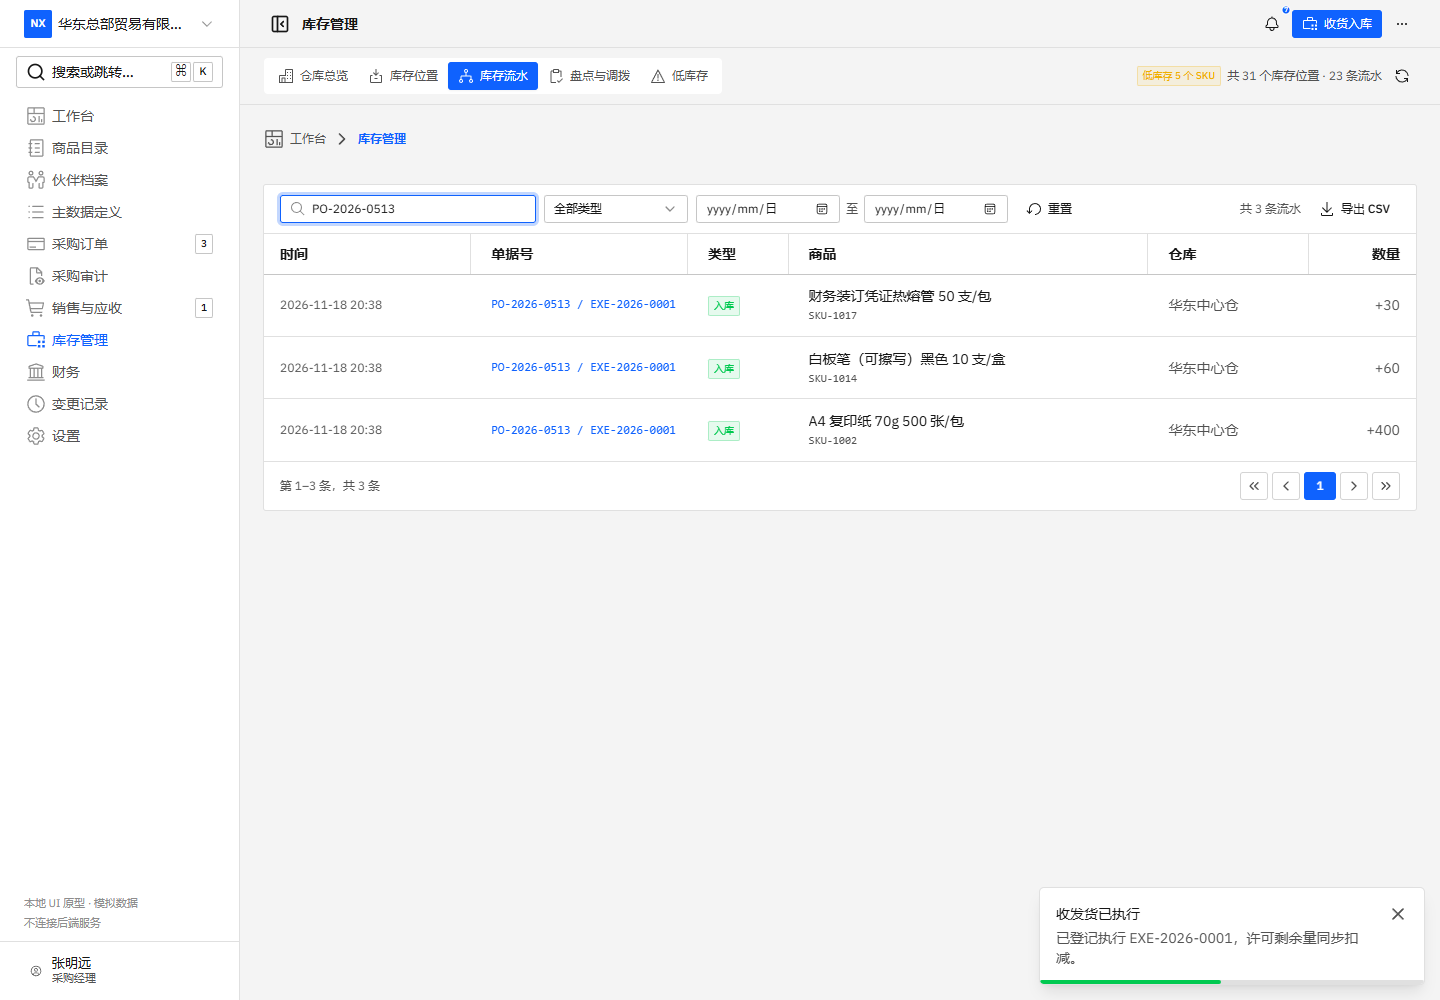 NX 华东总部贸易有限...
搜索或跳转... ⌘ K
工作台
商品目录
伙伴档案
主数据定义
采购订单 3
采购审计
销售与应收 1
库存管理
财务
变更记录
设置
本地 UI 原型 · 模拟数据
不连接后端服务
张明远
采购经理
库存管理
收货入库
仓库总览 库存位置 库存流水 盘点与调拨 低库存
低库存 5 个 SKU 共 31 个库存位置 · 23 条流水
工作台 库存管理
PO-2026-0513 全部类型 yyyy/mm/日 至 yyyy/mm/日 重置 共 3 条流水 导出 CSV
时间 单据号 类型 商品 仓库 数量
2026-11-18 20:38 PO-2026-0513 / EXE-2026-0001 入库 财务装订凭证热熔管 50 支/包 华东中心仓 +30
SKU-1017
2026-11-18 20:38 PO-2026-0513 / EXE-2026-0001 入库 白板笔（可擦写）黑色 10 支/盒 华东中心仓 +60
SKU-1014
2026-11-18 20:38 PO-2026-0513 / EXE-2026-0001 入库 A4 复印纸 70g 500 张/包 华东中心仓 +400
SKU-1002
第 1–3 条，共 3 条 1
收发货已执行
已登记执行 EXE-2026-0001，许可剩余量同步扣
减。